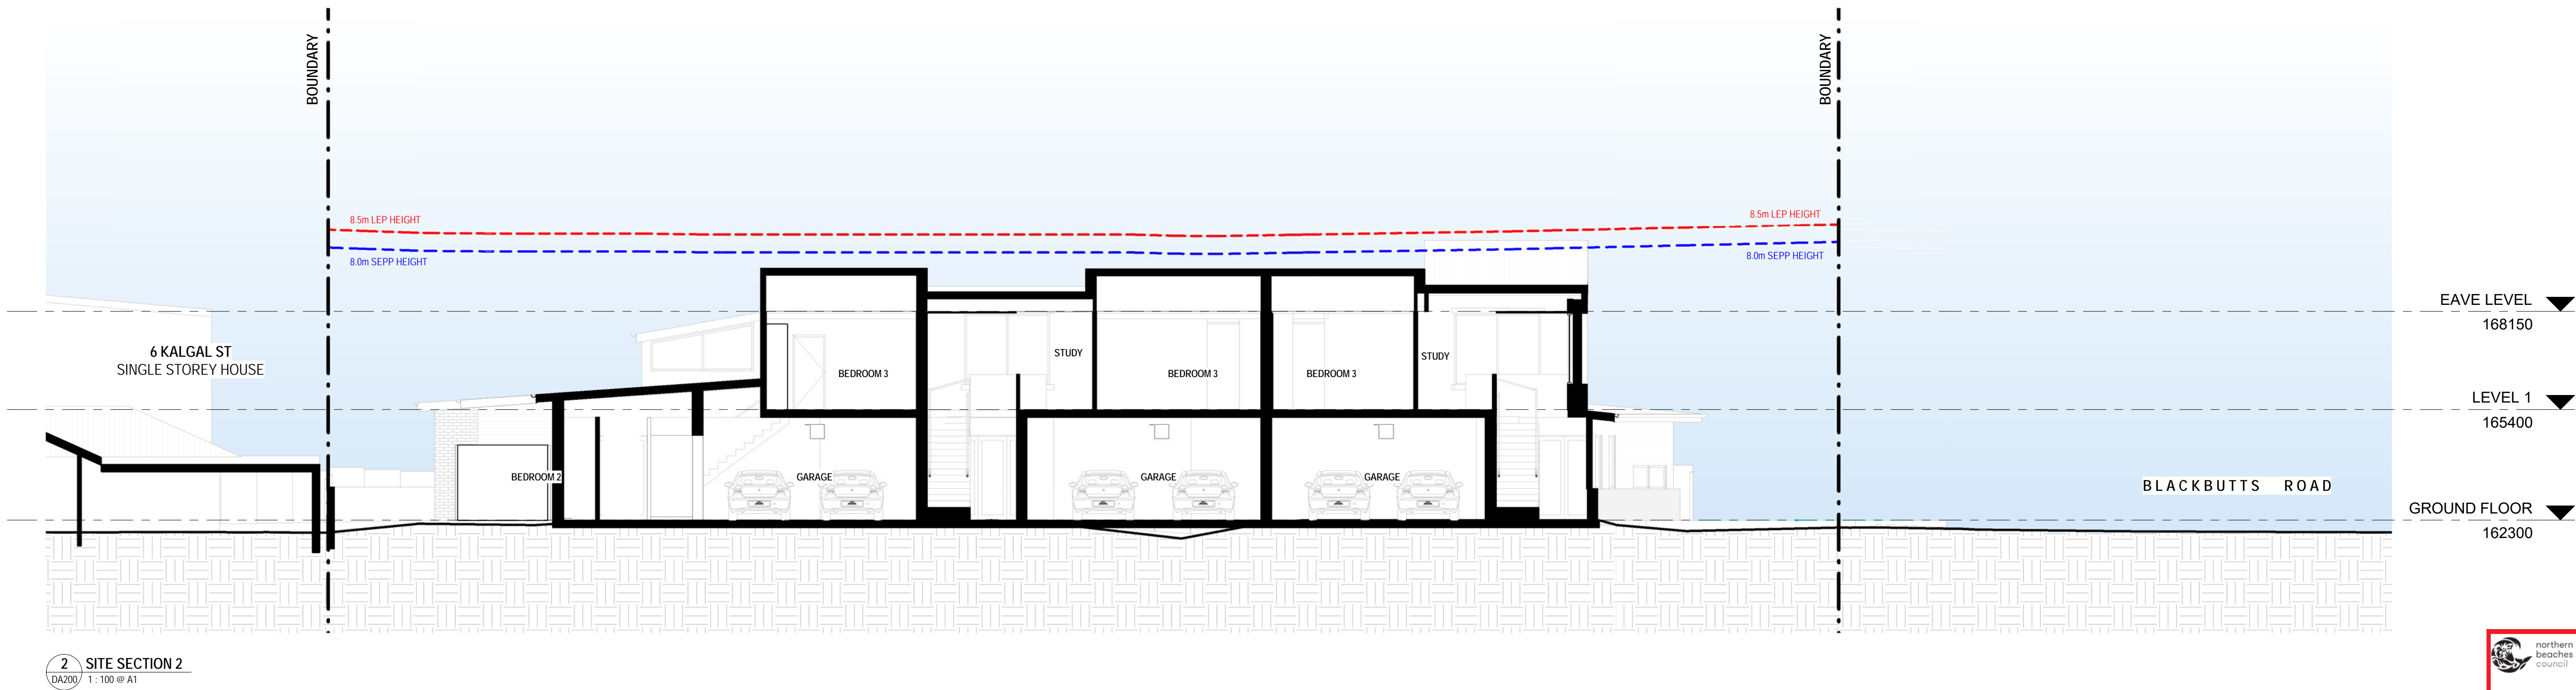 BOUNDARY
BOUNDARY
8.5m LEP HEIGHT
8.5m LEP HEIGHT
8.0m SEPP HEIGHT
8.0m SEPP HEIGHT
EAVE LEVEL
168150
6 KALGAL ST
SINGLE STOREY HOUSE
STUDY
STUDY
BEDROOM 3
BEDROOM 3
BEDROOM 3
LEVEL 1
165400
BEDROOM 2
GARAGE
GARAGE
GARAGE
BLACKBUTTS ROAD
GROUND FLOOR
162300
2
SITE SECTION 2
DA200
1 : 100 @ A1
northern
beaches
council